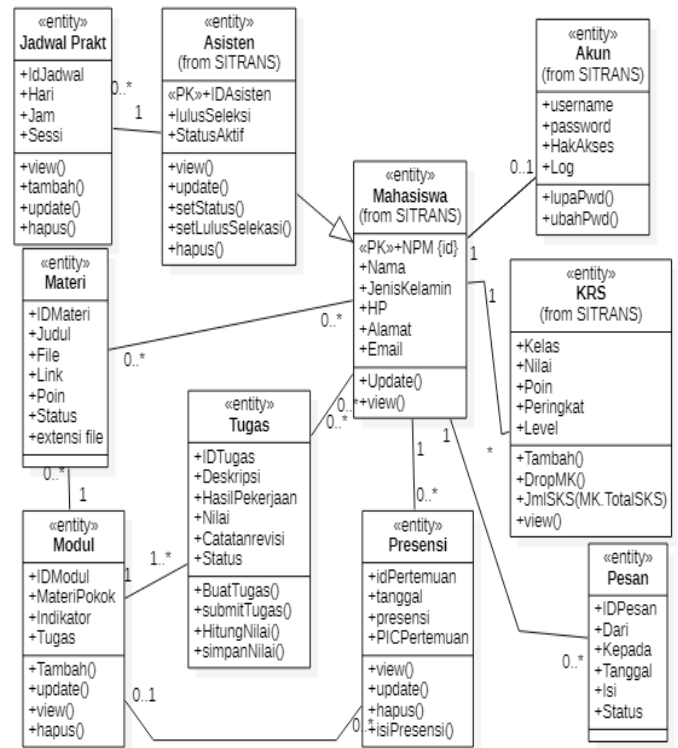 «entity»
Jadwal Prakt
+IdJadwal
+Hari
+Jam
+Sessi
+view()
+tambah()
+update()
+hapus()
0..*
1
«entity»
Asisten
(from SITRANS)
«PK»+IDAsisten
+lulusSeleksi
+StatusAktif
+view()
+update()
+setStatus()
+setLulusSelekasi()
+hapus()
«entity»
Mahasiswa
(from SITRANS)
«PK»+NPM {id}
+Nama
+JenisKelamin
+HP
+Alamat
+Email
+Update()
+view()
0..1
1
«entity»
Akun
(from SITRANS)
+username
+password
+HakAkses
+Log
+lupaPwd()
+ubahPwd()
1
*
«entity»
KRS
(from SITRANS)
+Kelas
+Nilai
+Poin
+Peringkat
+Level
+Tambah()
+DropMK()
+JmlSKS(MK.TotalSKS)
+view()
«entity»
Materi
+IDMateri
+Judul
+File
+Link
+Poin
+Status
+extensi file
0..*
0..*
0..*
1
«entity»
Tugas
+IDTugas
+Deskripsi
+HasilPekerjaan
+Nilai
+Catatanrevisi
+Status
+BuatTugas()
+submitTugas()
+HitungNilai()
+simpanNilai()
0..*
0..*
1..*
1
«entity»
Modul
+IDModul
+MateriPokok
+Indikator
+Tugas
+Tambah()
+update()
+view()
+hapus()
0..1
0..*
1
0..*
«entity»
Presensi
+idPertemuan
+tanggal
+presensi
+PICPertemuan
+view()
+update()
+hapus()
+isiPresensi()
1
0..*
«entity»
Pesan
+IDPesan
+Dari
+Kepada
+Tanggal
+Isi
+Status